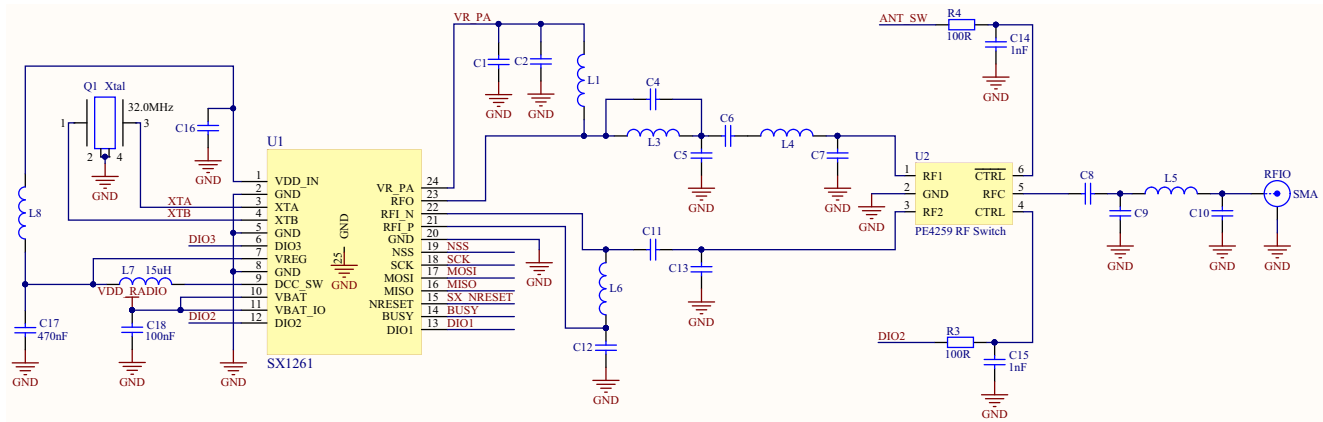 VR_PA
ANT_SW
R4
100R
C14
1nF
GND
C1
C2
GND
GND
L1
C4
L3
C6
L4
C5
GND
C7
GND
Q1 Xtal
32.0MHz
1
3
2
4
GND
C16
GND
L8
XTA
XTB
DIO3
L7 15uH
VDD_RADIO
DIO2
C17
470nF
GND
C18
100nF
GND
GND
U1
1 VDD_IN
2 GND
3 XTA
4 XTB
5 GND
6 DIO3
7 VREG
8 GND
9 DCC_SW
10 VBAT
11 VBAT_IO
12 DIO2
GND
25
GND
VR_PA 24
RFO 23
RFI_N 22
RFI_P 21
GND 20
NSS 19 NSS
SCK 18 SCK
MOSI 17 MOSI
MISO 16 MISO
NRESET 15 SX_NRESET
BUSY 14 BUSY
DIO1 13 DIO1
SX1261
GND
C11
L6
C13
GND
C12
GND
U2
1 RF1
2 GND
3 RF2
CTRL 6
RFC 5
CTRL 4
PE4259 RF Switch
GND
C8
C9
GND
L5
C10
GND
RFIO
SMA
GND
DIO2
R3
100R
C15
1nF
GND